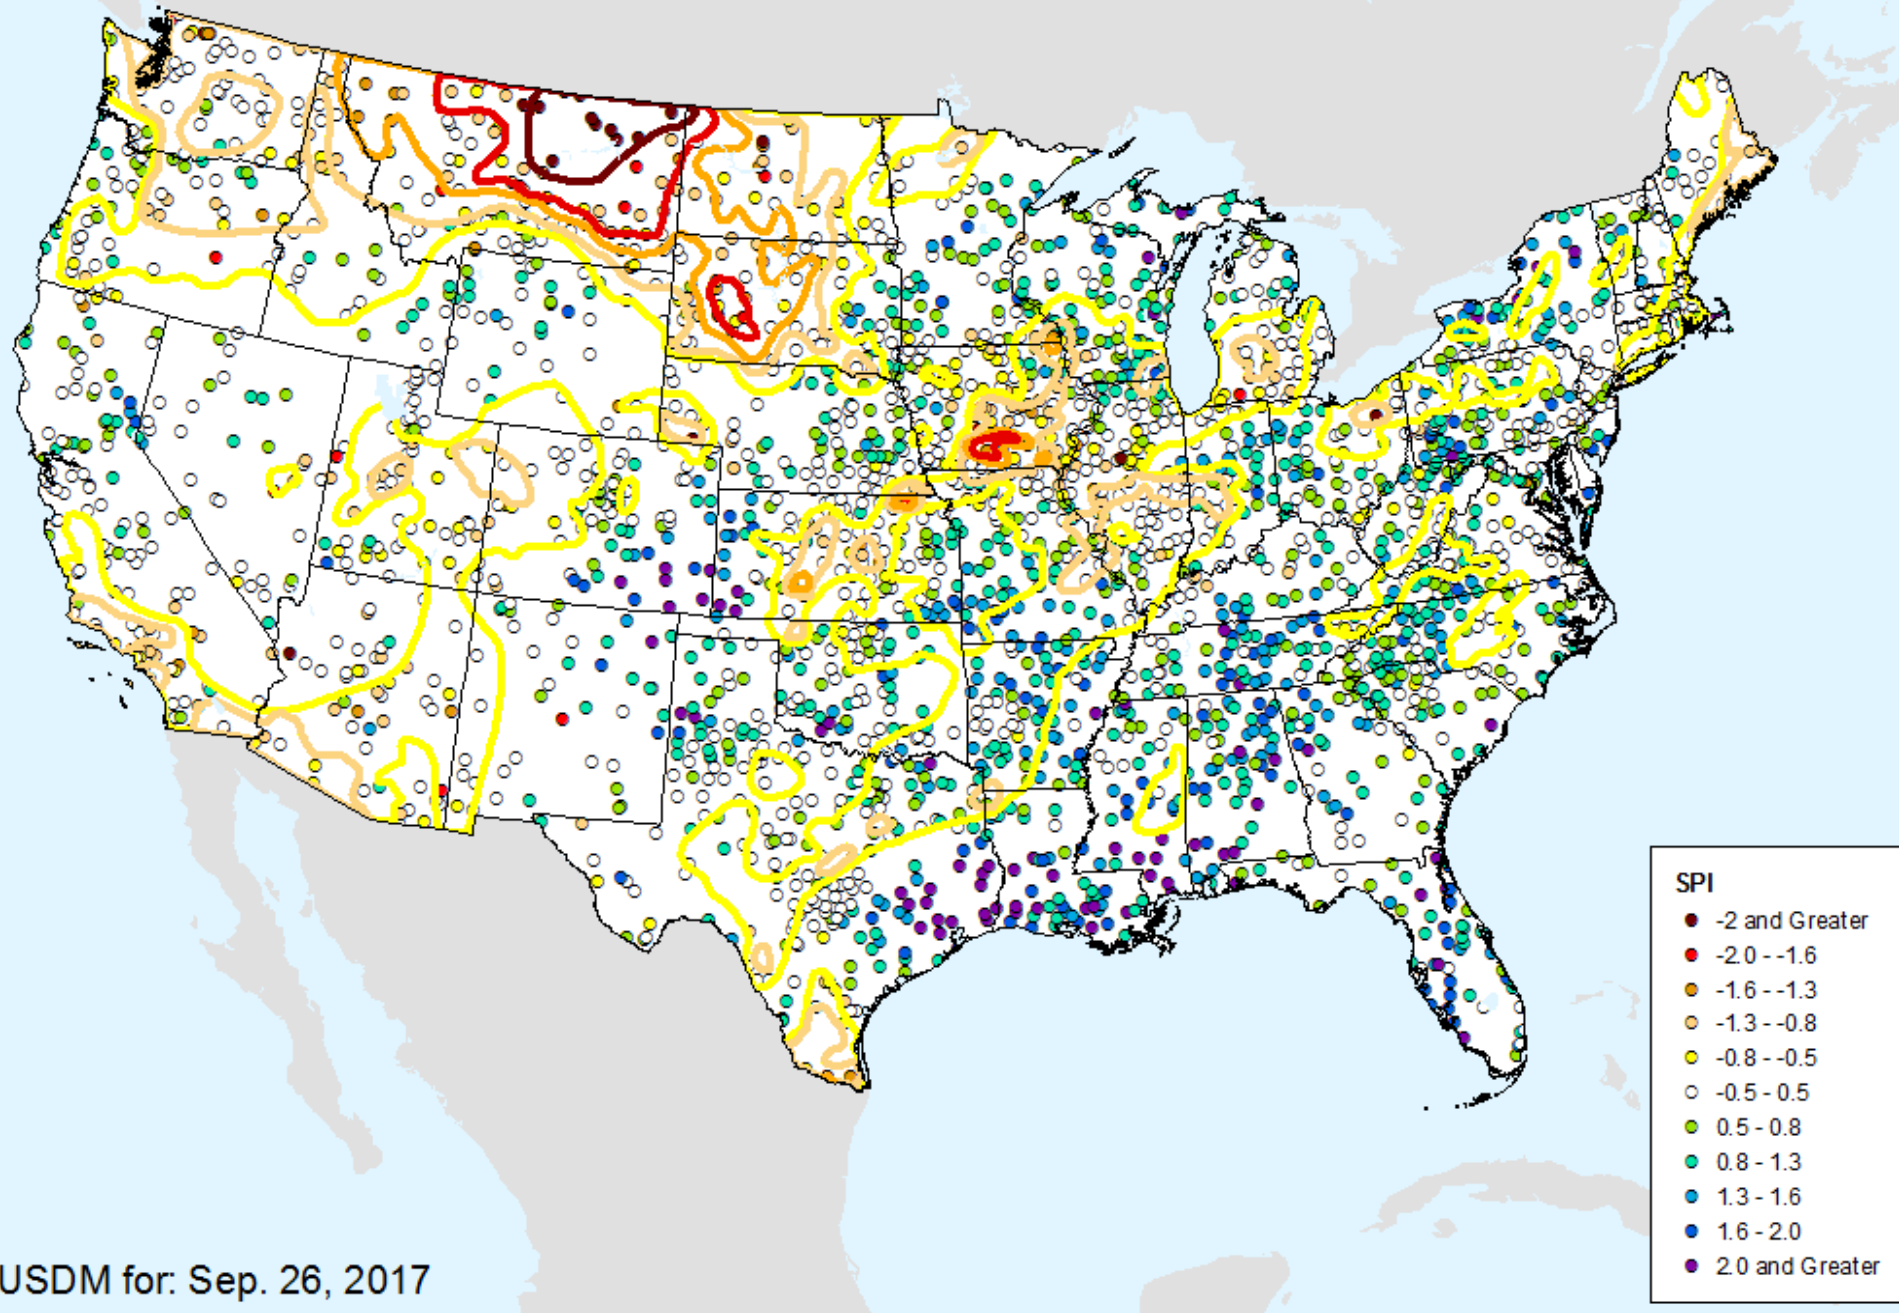 SPI
-2 and Greater
-2.0 - -1.6
-1.6 - -1.3
-1.3 - -0.8
-0.8 - -0.5
-0.5 - 0.5
0.5 - 0.8
0.8 - 1.3
1.3 - 1.6
1.6 - 2.0
2.0 and Greater
USDM for: Sep. 26, 2017